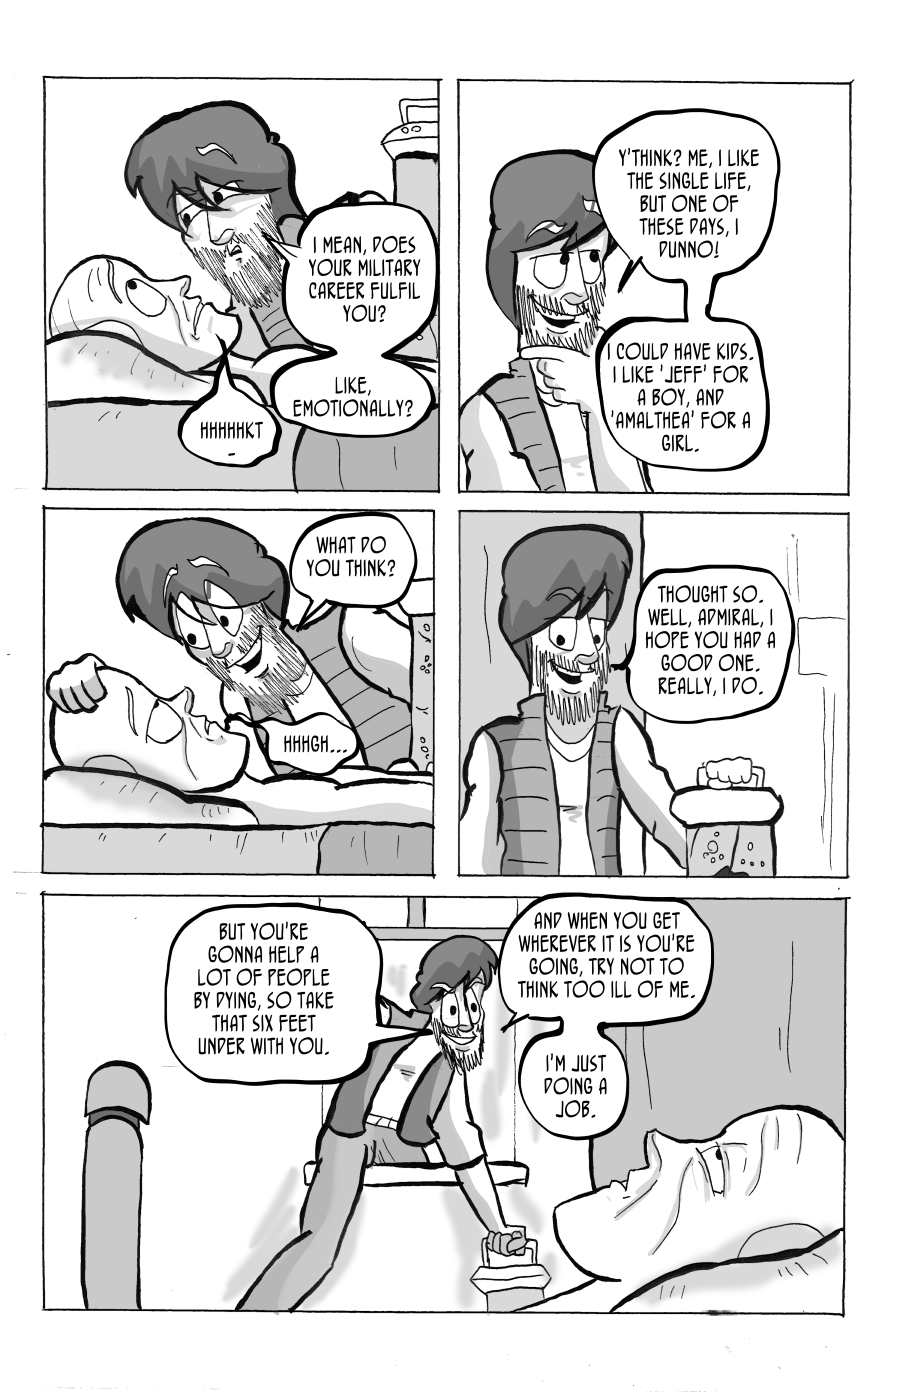 I MEAN, DOES
YOUR MILITARY
CAREER FULFIL
YOU?
LIKE,
EMOTIONALLY?
HHHHHKT
-
Y'THINK? ME, I LIKE
THE SINGLE LIFE,
BUT ONE OF
THESE DAYS, I
DUNNO!
I COULD HAVE KIDS.
I LIKE 'JEFF' FOR
A BOY, AND
'AMALTHEA' FOR A
GIRL.
WHAT DO
YOU THINK?
HHHGH...
THOUGHT SO.
WELL, ADMIRAL, I
HOPE YOU HAD A
GOOD ONE.
REALLY, I DO.
BUT YOU'RE
GONNA HELP A
LOT OF PEOPLE
BY DYING, SO TAKE
THAT SIX FEET
UNDER WITH YOU.
AND WHEN YOU GET
WHEREVER IT IS YOU'RE
GOING, TRY NOT TO
THINK TOO ILL OF ME.
I'M JUST
DOING A
JOB.